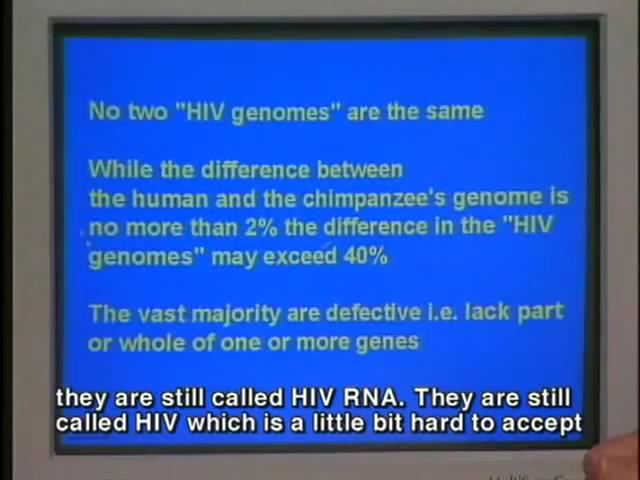 No two "HIV genomes" are the same
While the difference between
the human and the chimpanzee's genome is
no more than 2% the difference in the "HIV
genomes" may exceed 40%
The vast majority are defective i.e. lack part
or whole of one or more genes
they are still called HIV RNA. They are still
called HIV which is a little bit hard to accept